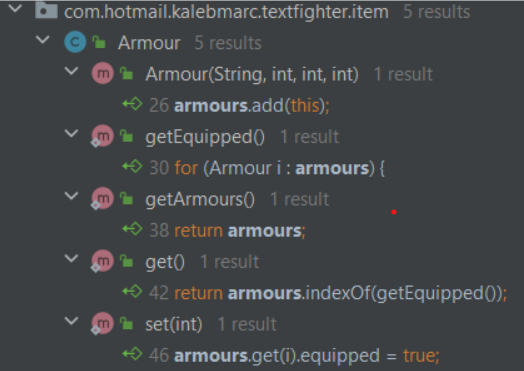 com.hotmail.kalebmarc.textfighter.item 5 results
Armour 5 results
Armour(String, int, int, int) 1 result
26 armours.add(this);
getEquipped() 1 result
30 for (Armour i : armours) {
getArmours() 1 result
38 return armours;
get() 1 result
42 return armours.indexOf(getEquipped());
set(int) 1 result
46 armours.get(i).equipped = true;